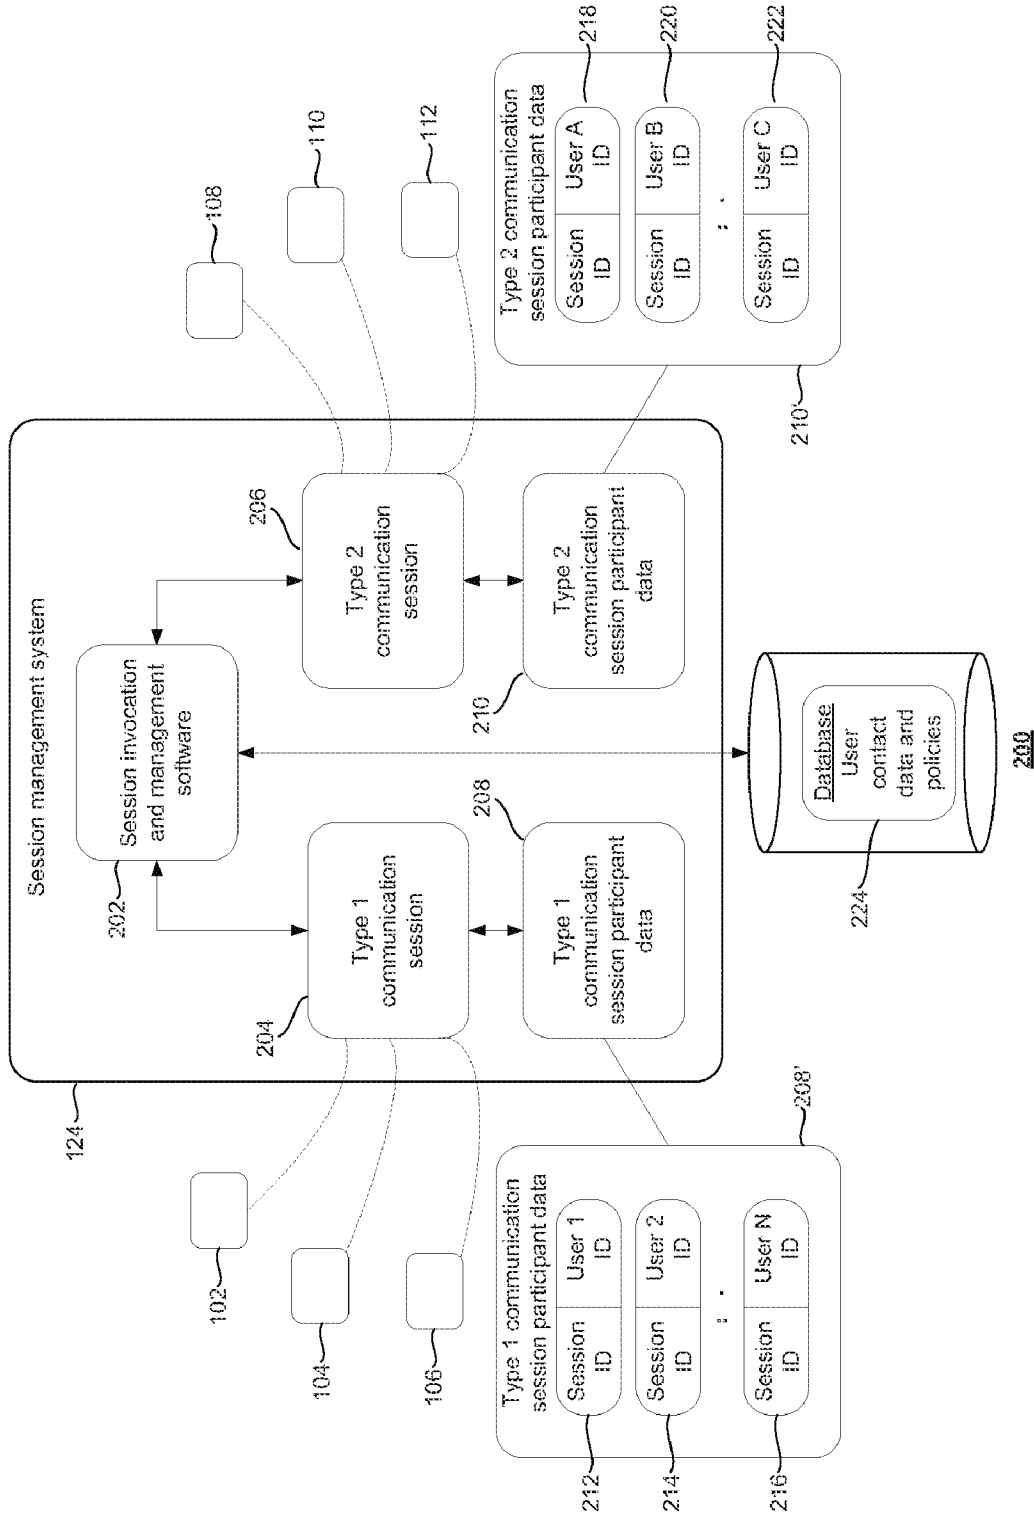 Session management system
124
202
Session invocation
and management
software
204
Type 1
communication
session
206
Type 2
communication
session
208
Type 1
communication
session participant
data
210
Type 2
communication
session participant
data
102
104
106
108
110
112
Type 1 communication
session participant data
208'
212
Session ID
User 1 ID
214
Session ID
User 2 ID
216
Session ID
User N ID
Type 2 communication
session participant data
210'
Session ID
User A ID
218
Session ID
User B ID
220
Session ID
User C ID
222
224
Database
User
contact
data and
policies
200